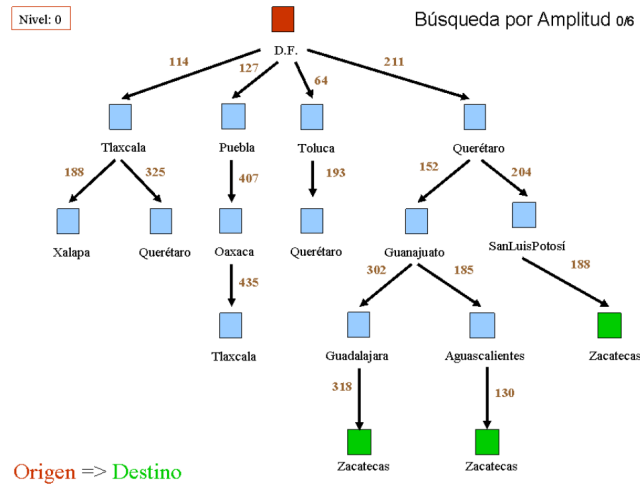 Nivel: 0
Búsqueda por Amplitud 0/6
D.F.
114
127
64
211
Tlaxcala
Puebla
Toluca
Querétaro
188
325
407
193
152
204
Xalapa
Querétaro
Oaxaca
Querétaro
Guanajuato
SanLuisPotosí
435
302
185
188
Tlaxcala
Guadalajara
Aguascalientes
Zacatecas
318
130
Zacatecas
Zacatecas
Origen => Destino